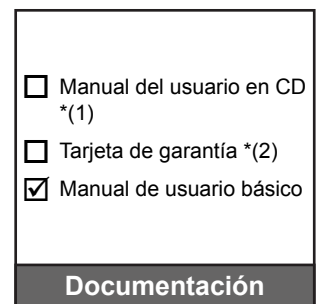 Manual del usuario en CD
*(1)
Tarjeta de garantía *(2)
Manual de usuario básico
Documentación